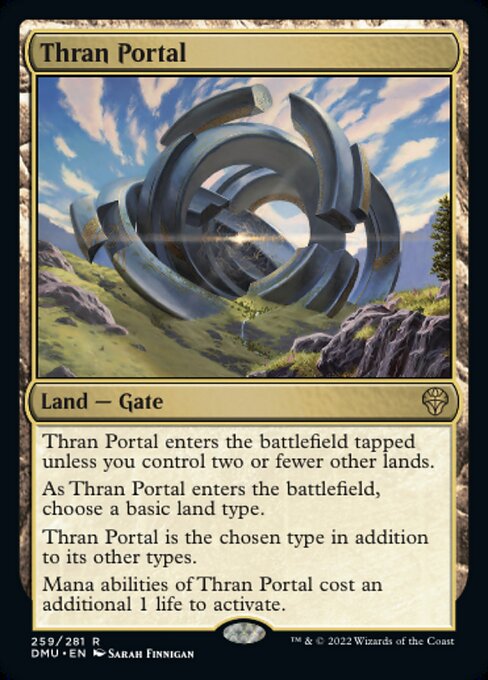 Thran Portal
Land — Gate
Thran Portal enters the battlefield tapped
unless you control two or fewer other lands.
As Thran Portal enters the battlefield,
choose a basic land type.
Thran Portal is the chosen type in addition
to its other types.
Mana abilities of Thran Portal cost an
additional 1 life to activate.
259/281 R
DMU • EN Sarah Finnigan
™ & © 2022 Wizards of the Coast